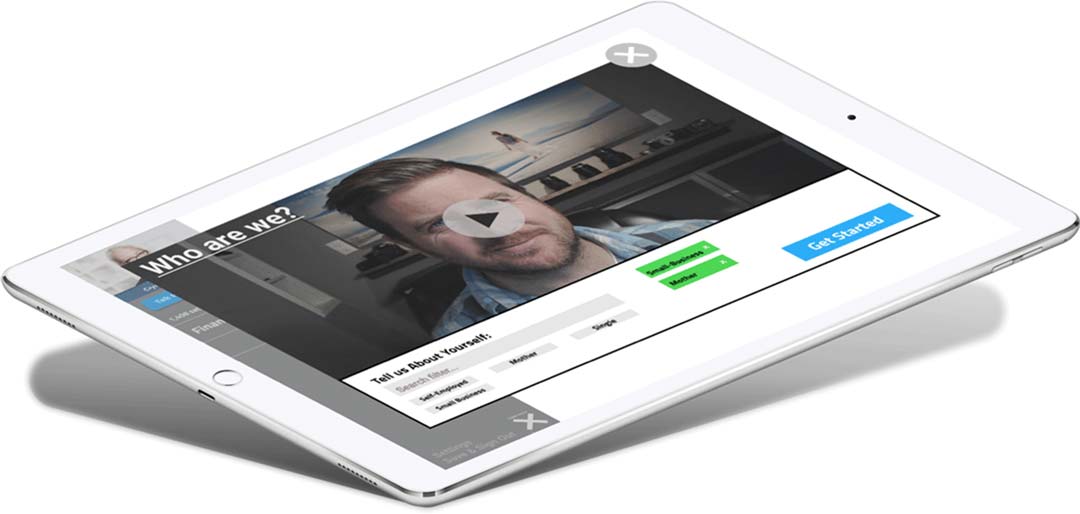 Who are we?
Tell us About Yourself:
Search filter...
Self-Employed
Mother
Single
Small Business
Small-Business x
Mother x
Get Started
Finan
Settings
Save & Sign Out